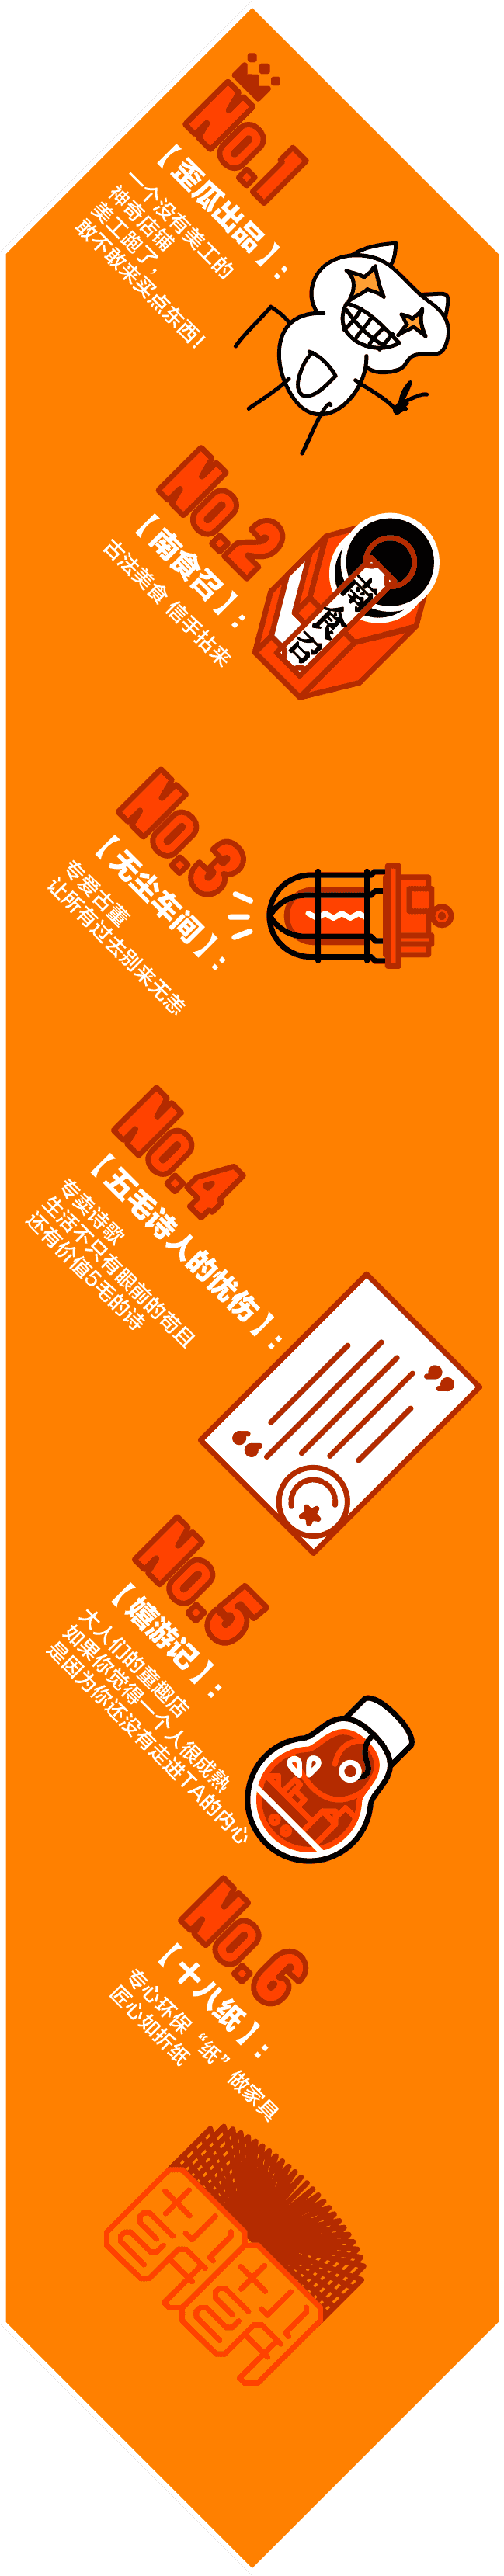 No.1
【歪瓜出品】:
一个没有美工的
神奇店铺
美工跑了,
敢不敢来买点东西!
No.2
【南食召】:
古法美食 信手拈来
南食召
No.3
【无尘车间】:
专爱古董
让所有过去别来无恙
No.4
【五毛诗人的忧伤】:
专卖诗歌
生活不只有眼前的苟且
还有价值5毛的诗
No.5
【嬉游记】:
大人们的童趣店
如果你觉得一个人很成熟
是因为你还没有走进TA的内心
No.6
【十八纸】:
专心环保“纸”做家具
匠心如折纸
十八纸
十八纸